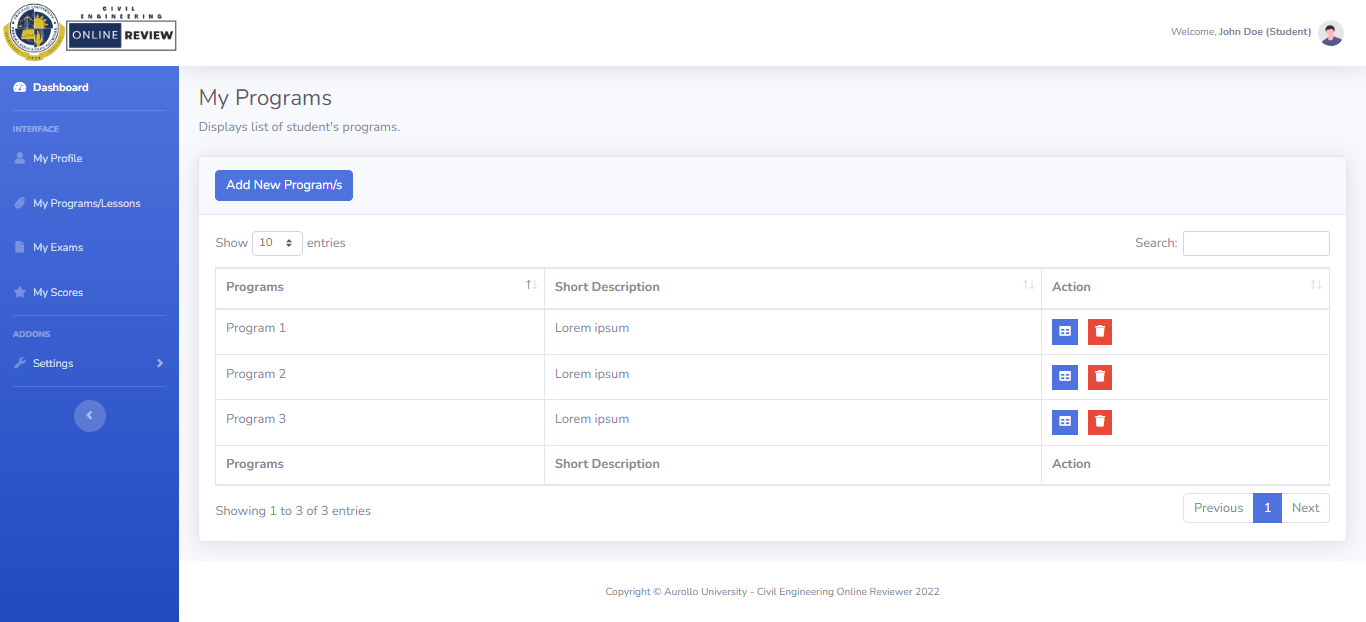 CIVIL
ENGINEERING
ONLINE REVIEW
Welcome, John Doe (Student)
Dashboard
INTERFACE
My Profile
My Programs/Lessons
My Exams
My Scores
ADDONS
Settings
My Programs
Displays list of student's programs.
Add New Program/s
Show 10 entries
Search:
Programs Short Description Action
Program 1 Lorem ipsum
Program 2 Lorem ipsum
Program 3 Lorem ipsum
Programs Short Description Action
Showing 1 to 3 of 3 entries
Previous 1 Next
Copyright © Aurollo University - Civil Engineering Online Reviewer 2022